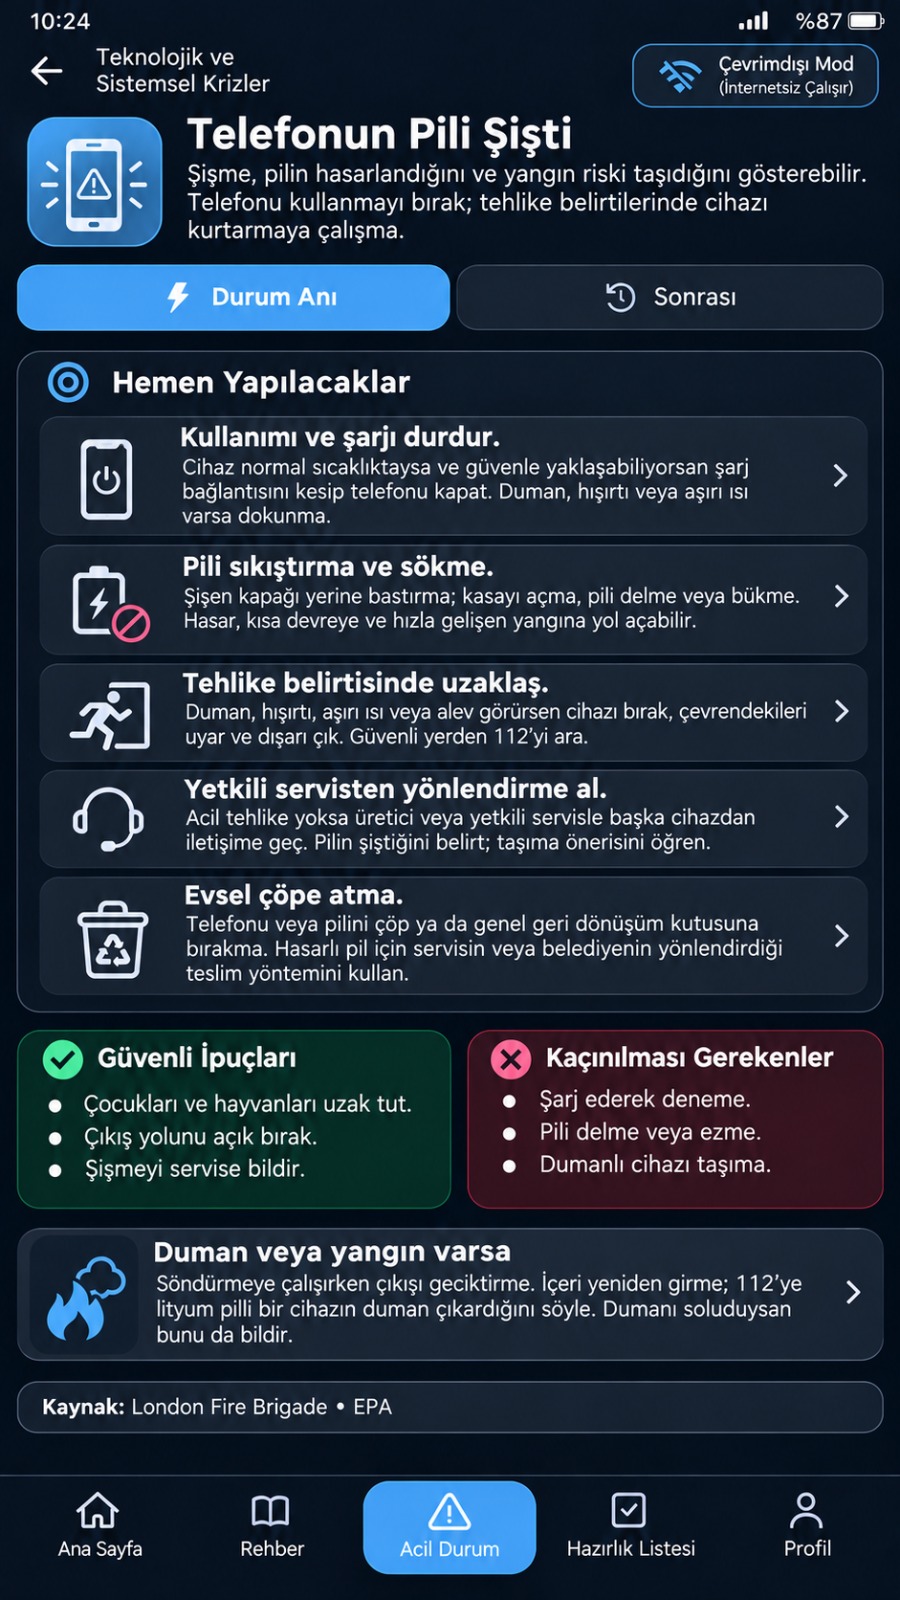 10:24
%87
Teknolojik ve
Sistemsel Krizler
Çevrimdışı Mod
(İnternetsiz Çalışır)
Telefonun Pili Şişti
Şişme, pilin hasarlandığını ve yangın riski taşıdığını gösterebilir.
Telefonu kullanmayı bırak; tehlike belirtilerinde cihazı
kurtarmaya çalışma.
Durum Anı
Sonrası
Hemen Yapılacaklar
Kullanımı ve şarjı durdur.
Cihaz normal sıcaklıktaysa ve güvenle yaklaşabiliyorsan şarj
bağlantısını kesip telefonu kapat. Duman, hışırtı veya aşırı ısı
varsa dokunma.
Pili sıkıştırma ve sökme.
Şişen kapağı yerine bastırma; kasayı açma, pili delme veya bükme.
Hasar, kısa devreye ve hızla gelişen yangına yol açabilir.
Tehlike belirtisinde uzaklaş.
Duman, hışırtı, aşırı ısı veya alev görürsen cihazı bırak, çevrendekileri
uyar ve dışarı çık. Güvenli yerden 112'yi ara.
Yetkili servisten yönlendirme al.
Acil tehlike yoksa üretici veya yetkili servisle başka cihazdan
iletişime geç. Pilin şiştiğini belirt; taşıma önerisini öğren.
Evsel çöpe atma.
Telefonu veya pilini çöp ya da genel geri dönüşüm kutusuna
bırakma. Hasarlı pil için servisin veya belediyenin yönlendirdiği
teslim yöntemini kullan.
Güvenli İpuçları
Çocukları ve hayvanları uzak tut.
Çıkış yolunu açık bırak.
Şişmeyi servise bildir.
Kaçınılması Gerekenler
Şarj ederek deneme.
Pili delme veya ezme.
Dumanlı cihazı taşıma.
Duman veya yangın varsa
Söndürmeye çalışırken çıkışı geciktirme. İçeri yeniden girme; 112'ye
lityum pilli bir cihazın duman çıkardığını söyle. Dumanı soluduysan
bunu da bildir.
Kaynak: London Fire Brigade • EPA
Ana Sayfa
Rehber
Acil Durum
Hazırlık Listesi
Profil